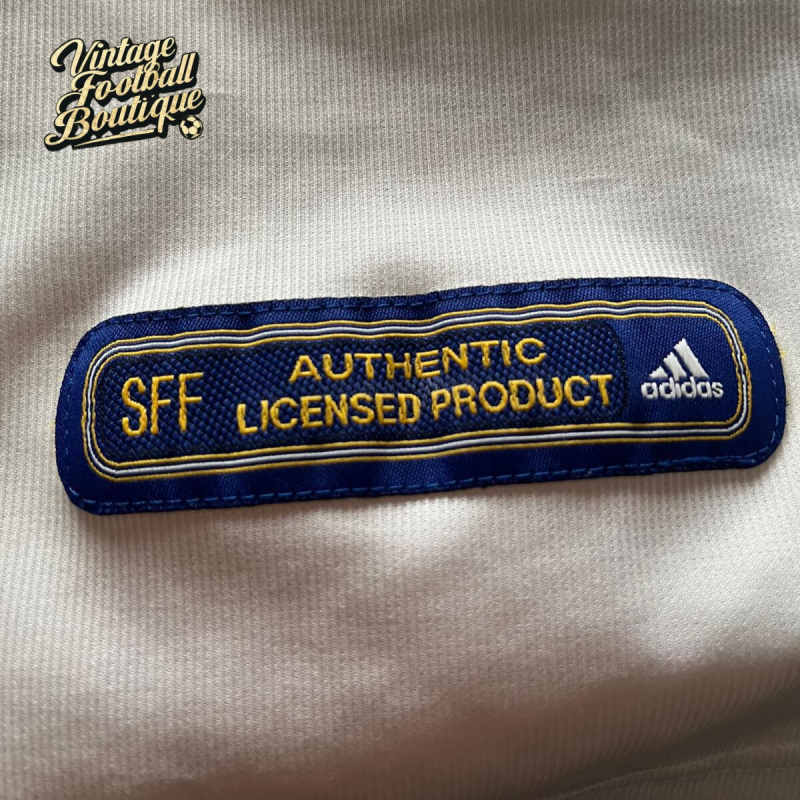 Vintage
Football
Boutique
SFF
AUTHENTIC
LICENSED PRODUCT
adidas